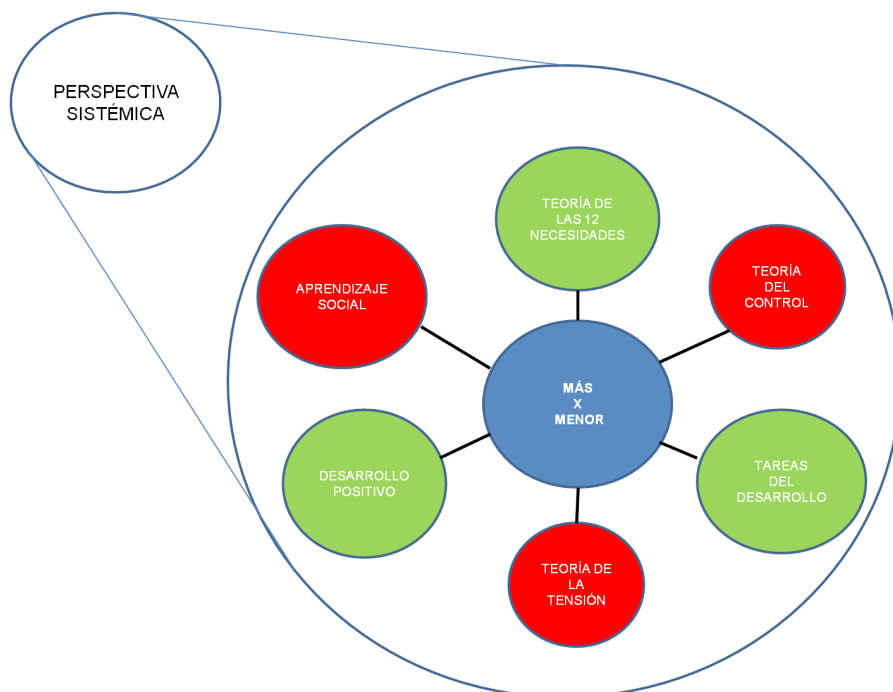 PERSPECTIVA
SISTÉMICA
TEORÍA DE
LAS 12
NECESIDADES
APRENDIZAJE
SOCIAL
TEORÍA
DEL
CONTROL
MÁS
X
MENOR
DESARROLLO
POSITIVO
TAREAS
DEL
DESARROLLO
TEORÍA DE
LA
TENSIÓN